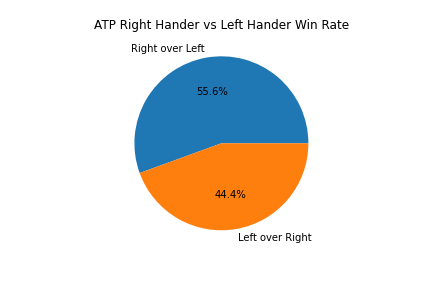 ATP Right Hander vs Left Hander Win Rate
Right over Left
55.6%
44.4%
Left over Right